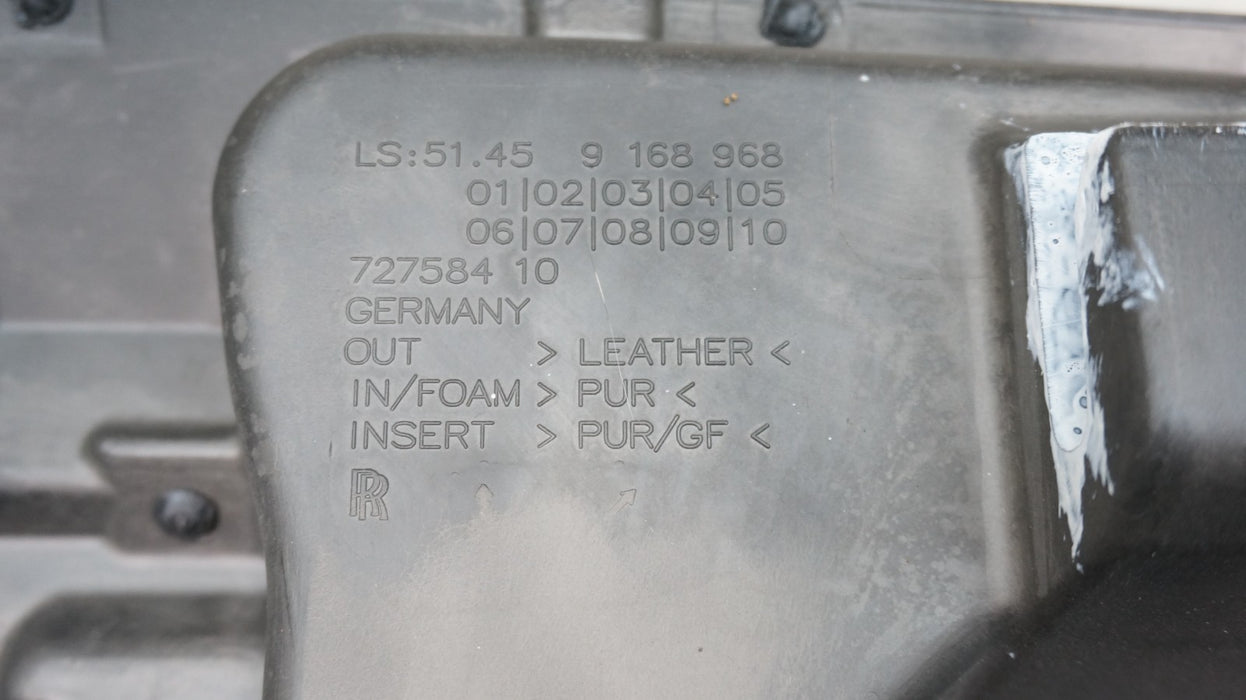 LS:51.45 9 168 968
01|02|03|04|05
06|07|08|09|10
727584 10
GERMANY
OUT > LEATHER <
IN/FOAM > PUR <
INSERT > PUR/GF <
RR